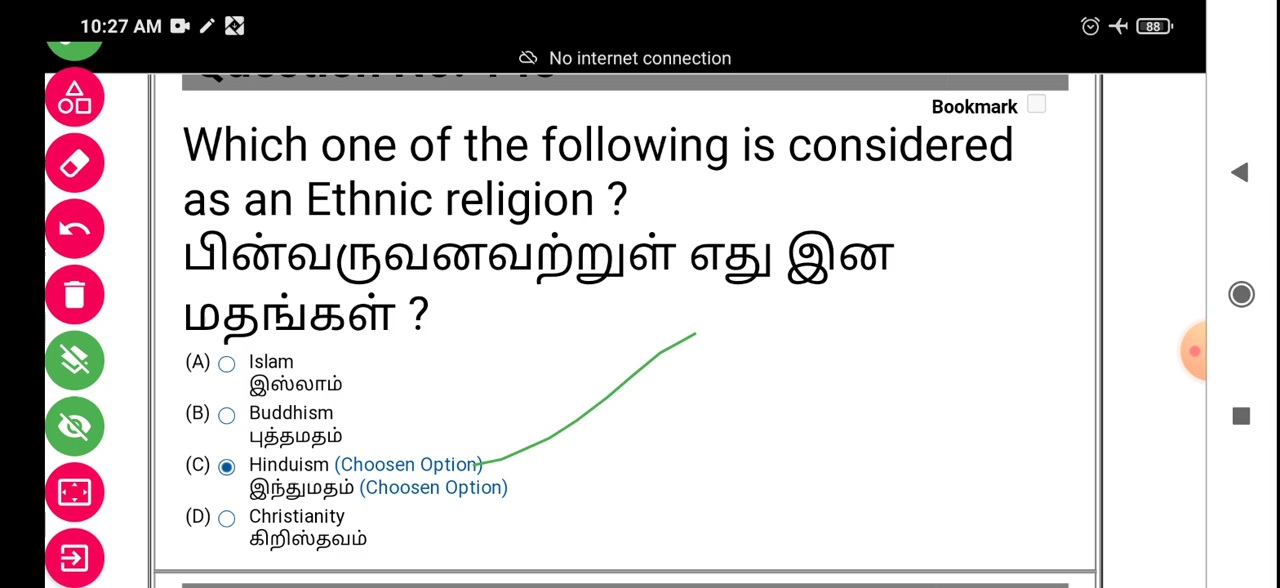 10:27 AM
88
No internet connection
Bookmark
Which one of the following is considered
as an Ethnic religion ?
பின்வருவனவற்றுள் எது இன
மதங்கள் ?
(A) Islam
இஸ்லாம்
(B) Buddhism
புத்தமதம்
(C) Hinduism (Choosen Option)
இந்துமதம் (Choosen Option)
(D) Christianity
கிறிஸ்தவம்